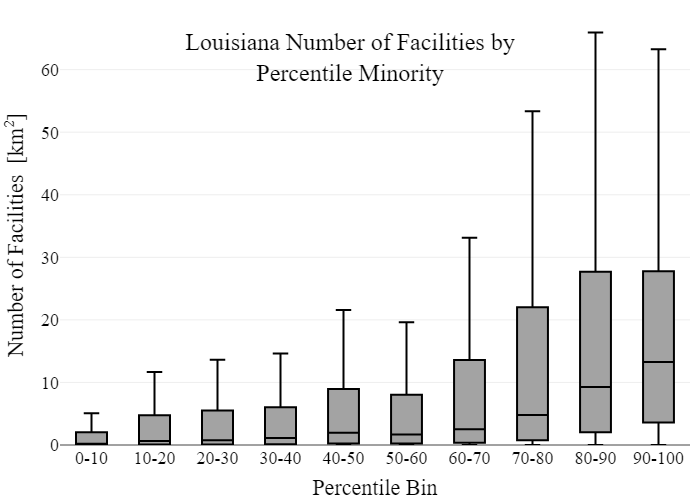 Louisiana Number of Facilities by
Percentile Minority
Number of Facilities [km²]
60
50
40
30
20
10
0
0-10 10-20 20-30 30-40 40-50 50-60 60-70 70-80 80-90 90-100
Percentile Bin